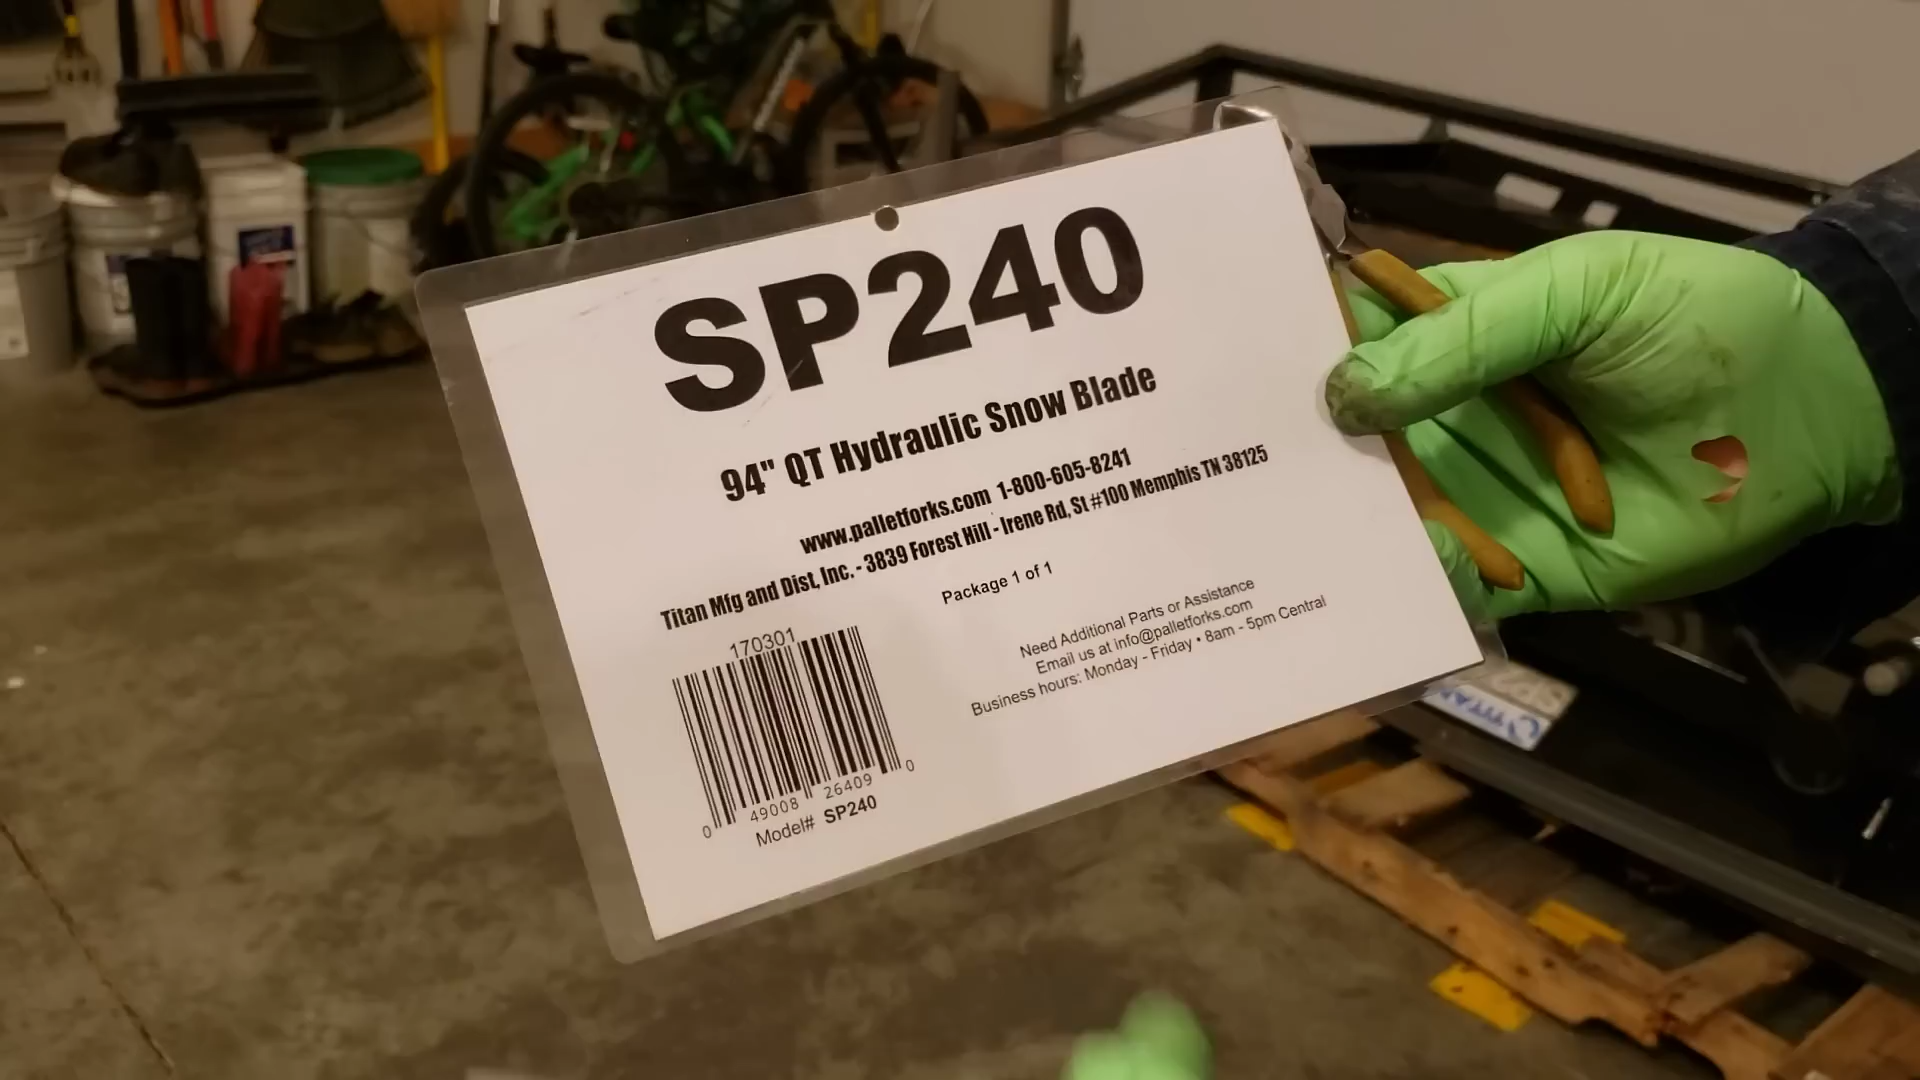 SP240
94" QT Hydraulic Snow Blade
www.palletforks.com 1-800-605-8241
Titan Mfg and Dist, Inc. - 3839 Forest Hill - Irene Rd, St #100 Memphis TN 38125
Package 1 of 1
170301
0 49008 26409 0
Model# SP240
Need Additional Parts or Assistance
Email us at info@palletforks.com
Business hours: Monday - Friday • 8am - 5pm Central
TITAN